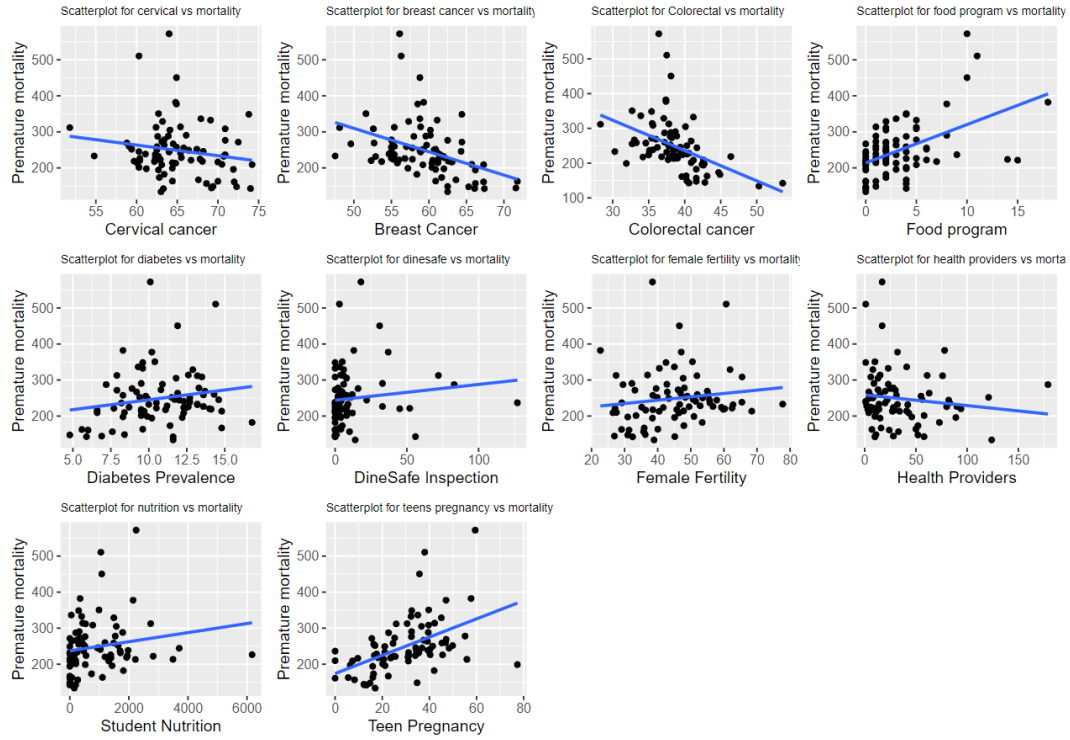 Scatterplot for cervical vs mortality
Premature mortality
500
400
300
200
55 60 65 70 75
Cervical cancer
Scatterplot for breast cancer vs mortality
Premature mortality
500
400
300
200
50 55 60 65 70
Breast Cancer
Scatterplot for Colorectal vs mortality
Premature mortality
500
400
300
200
100
30 35 40 45 50
Colorectal cancer
Scatterplot for food program vs mortality
Premature mortality
500
400
300
200
0 5 10 15
Food program
Scatterplot for diabetes vs mortality
Premature mortality
500
400
300
200
5.0 7.5 10.0 12.5 15.0
Diabetes Prevalence
Scatterplot for dinesafe vs mortality
Premature mortality
500
400
300
200
0 50 100
DineSafe Inspection
Scatterplot for female fertility vs mortality
Premature mortality
500
400
300
200
20 30 40 50 60 70 80
Female Fertility
Scatterplot for health providers vs morta
Premature mortality
500
400
300
200
0 50 100 150
Health Providers
Scatterplot for nutrition vs mortality
Premature mortality
500
400
300
200
0 2000 4000 6000
Student Nutrition
Scatterplot for teens pregnancy vs mortality
Premature mortality
500
400
300
200
0 20 40 60 80
Teen Pregnancy